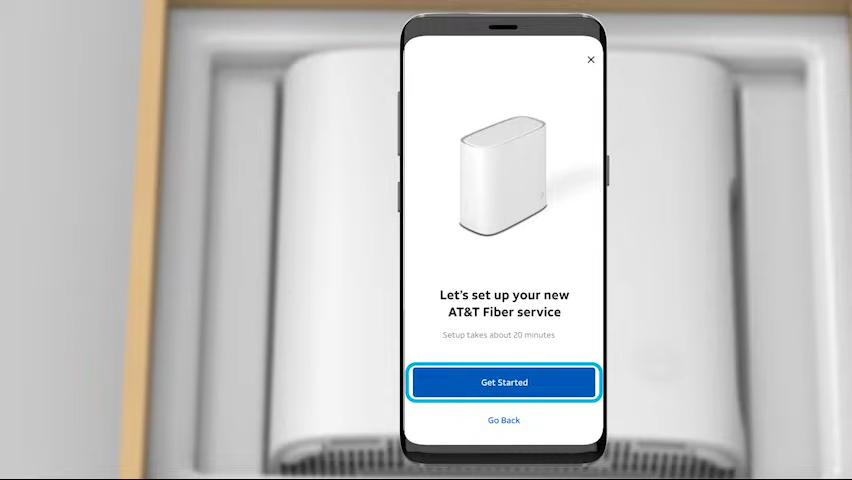 Let's set up your new
AT&T Fiber service
Setup takes about 20 minutes
Get Started
Go Back